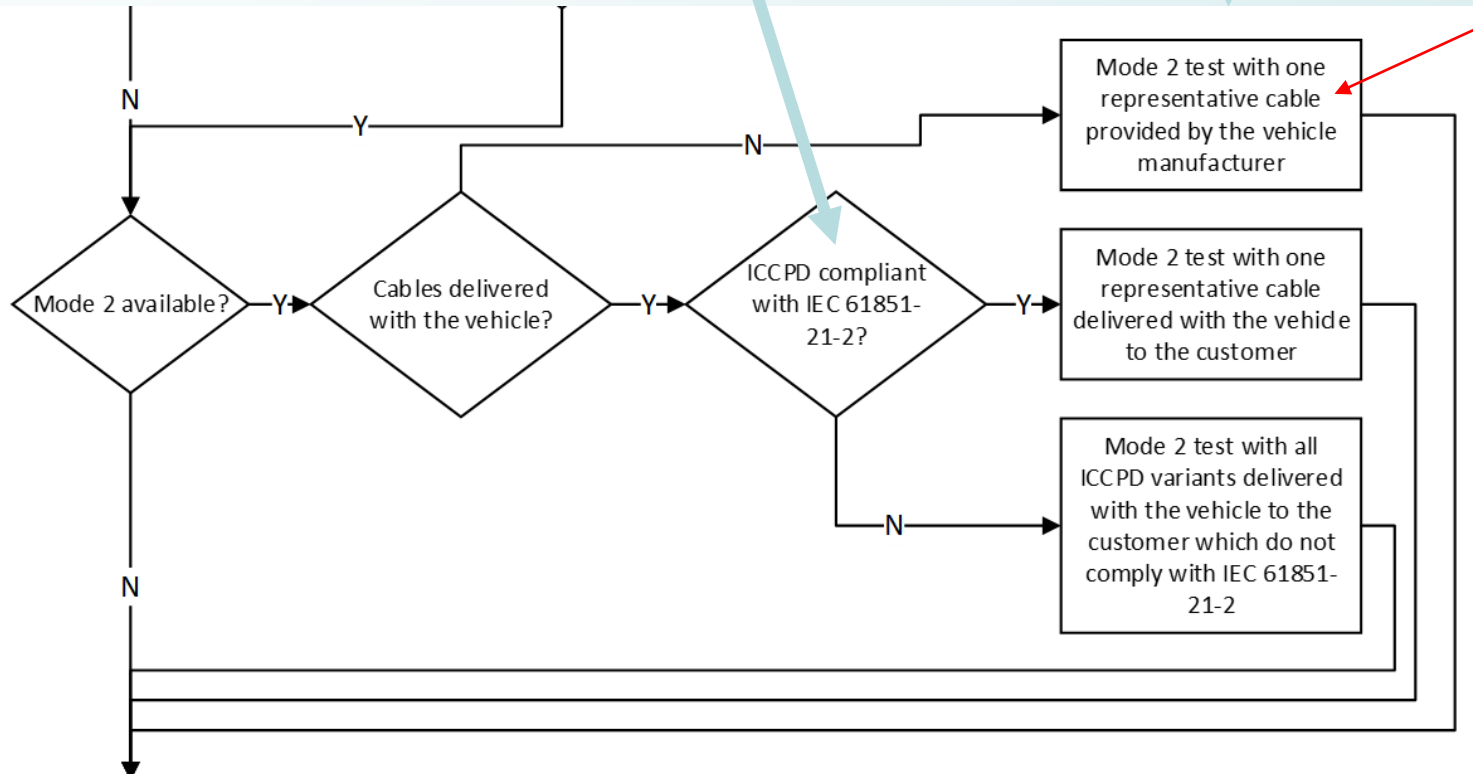 N
Y
N
Mode 2 test with one
representative cable
provided by the vehicle
manufacturer
Mode 2 available?
Y
Cables delivered
with the vehicle?
Y
ICCPD compliant
with IEC 61851-
21-2?
Y
Mode 2 test with one
representative cable
delivered with the vehicle
to the customer
N
Mode 2 test with all
ICCPD variants delivered
with the vehicle to the
customer which do not
comply with IEC 61851-
21-2
N